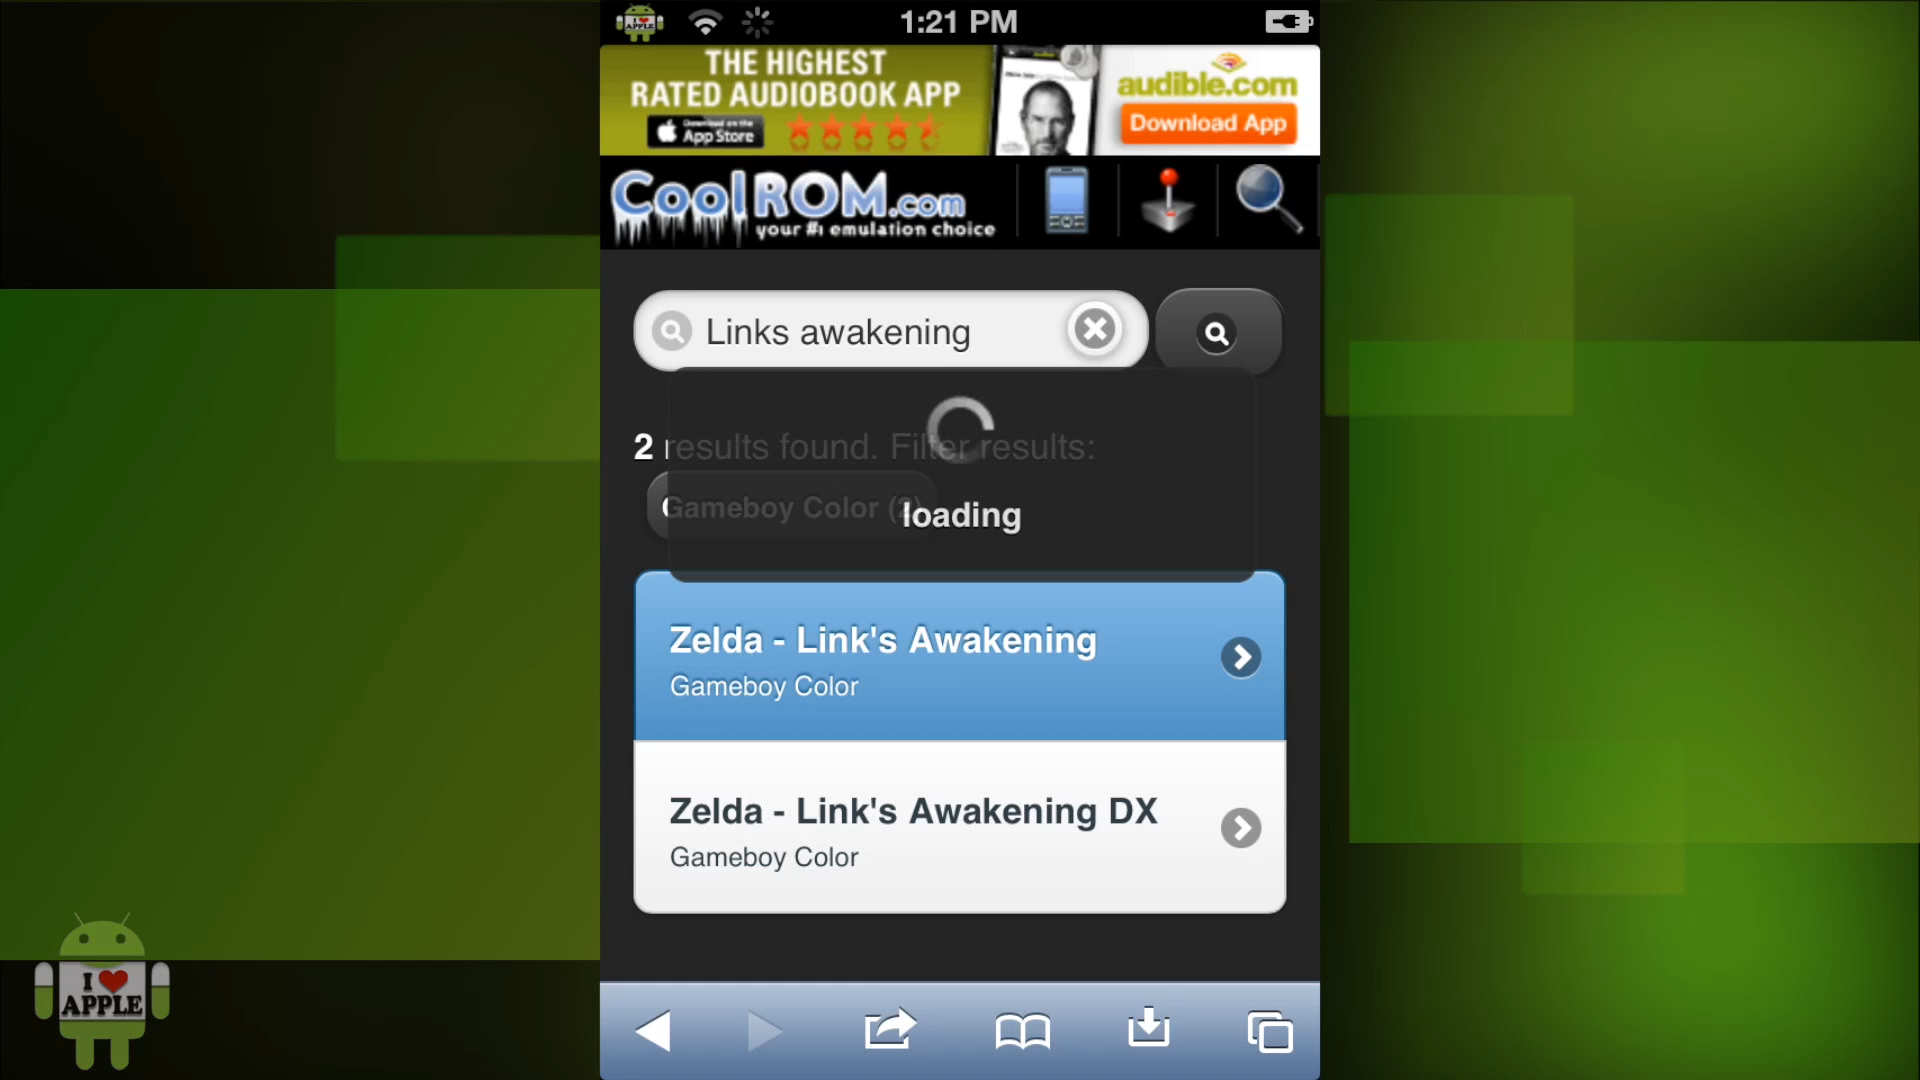 I
APPLE
1:21 PM
THE HIGHEST
RATED AUDIOBOOK APP
Download on the
App Store
audible.com
Download App
CoolROM.com
your #1 emulation choice
Links awakening
2 results found. Filter results:
Gameboy Color (2)
loading
Zelda - Link's Awakening
Gameboy Color
Zelda - Link's Awakening DX
Gameboy Color
I
APPLE